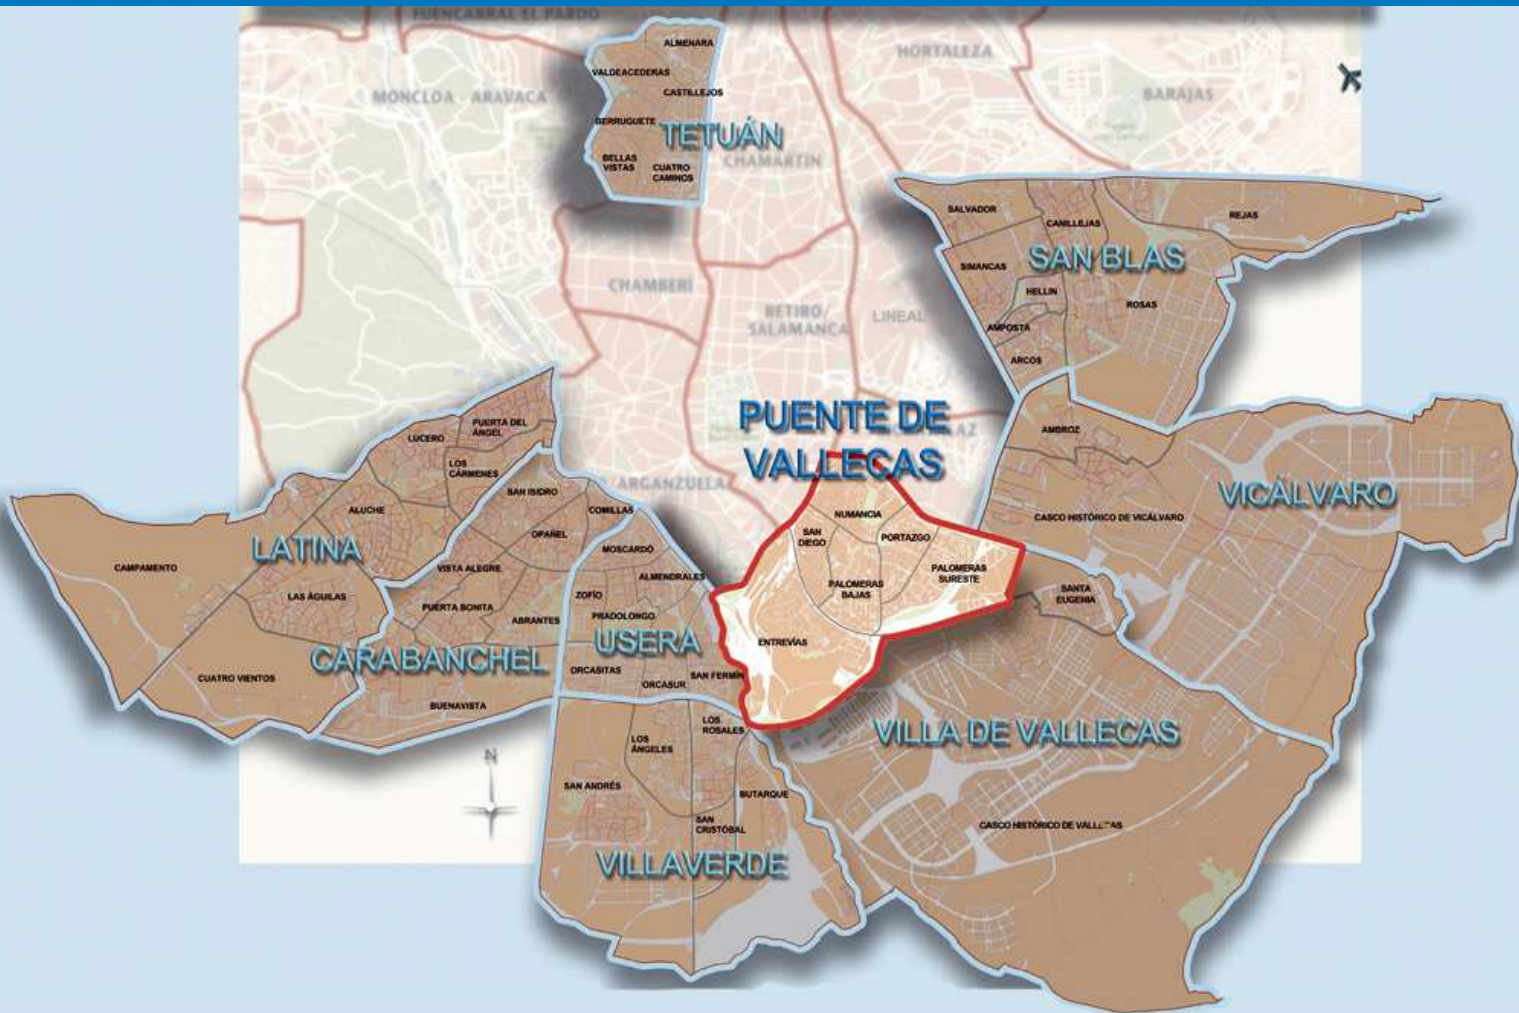 FUENCARRAL EL PARDO
ALMENARA
HORTALEZA
VALDEACEDERAS
CASTILLEJOS
MONCLOA - ARAVACA
BARAJAS
BERRUGUETE
TETUÁN
BELLAS
VISTAS
CUATRO
CAMINOS
CHAMARTIN
SALVADOR
CANILLEJAS
REJAS
SAN BLAS
SIMANCAS
HELLIN
ROSAS
CHAMBERÍ
RETIRO/
SALAMANCA
LINEAL
AMPOSTA
ARCOS
PUENTE DE
VALLECAS
PUERTA DEL
ÁNGEL
LUCERO
LOS
CÁRMENES
AMBROZ
ARGANZUELA
SAN ISIDRO
COMILLAS
ALUCHE
VICÁLVARO
CASCO HISTÓRICO DE VICÁLVARO
NUMANCIA
SAN
DIEGO
PORTAZGO
OPAÑEL
LATINA
MOSCARDÓ
CAMPAMENTO
VISTA ALEGRE
ALMENDRALES
PALOMERAS
SURESTE
PALOMERAS
BAJAS
SANTA
EUGENIA
LAS ÁGUILAS
ZOFÍO
PUERTA BONITA
PRADOLONGO
ABRANTES
USERA
ENTREVÍAS
CARABANCHEL
ORCASITAS
CUATRO VIENTOS
SAN FERMÍN
ORCASUR
BUENAVISTA
LOS
ROSALES
VILLA DE VALLECAS
LOS
ÁNGELES
N
SAN ANDRÉS
BUTARQUE
SAN
CRISTÓBAL
CASCO HISTÓRICO DE
VILLAVERDE